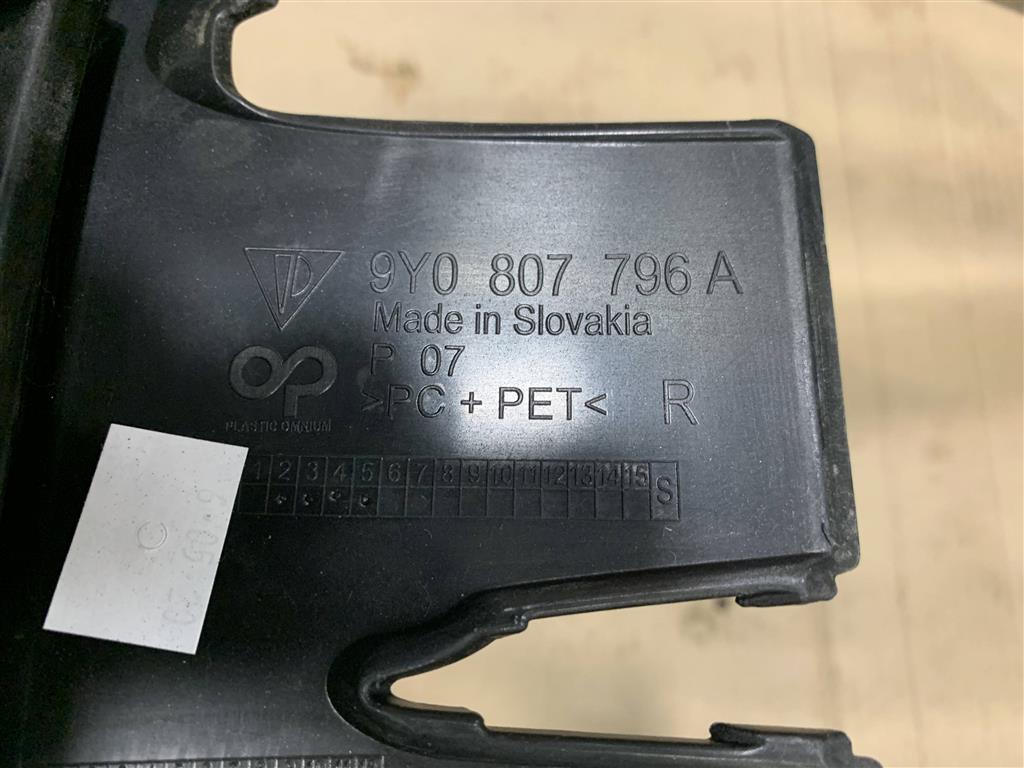 9Y0 807 796 A
Made in Slovakia
P 07
>PC + PET< R
PLASTIC OMNIUM
1 2 3 4 5 6 7 8 9 10 11 12 13 14 15 S
C